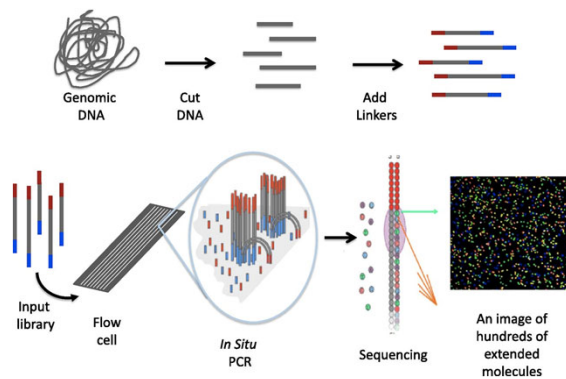 Genomic
DNA
Cut
DNA
Add
Linkers
Input
library
Flow
cell
In Situ
PCR
Sequencing
An image of
hundreds of
extended
molecules